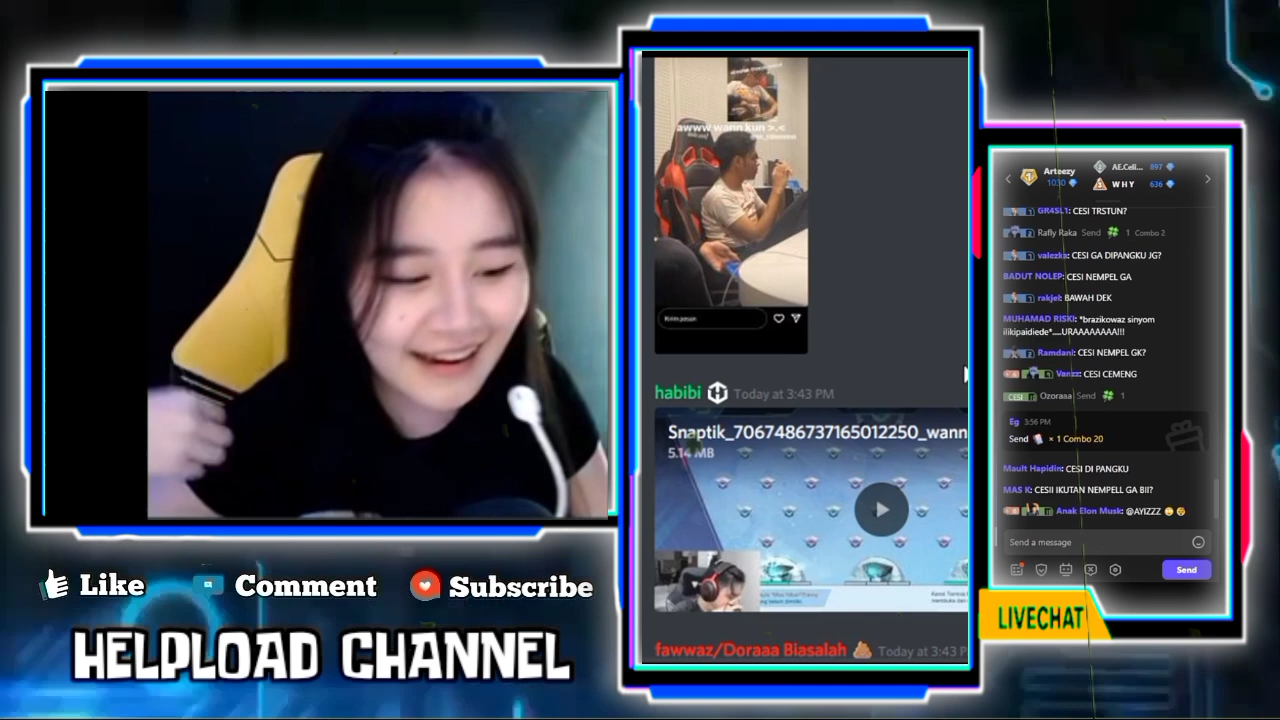 awww wann kun >.<
Kirim pesan
habibi Today at 3:43 PM
Snaptik_7067486737165012250_wann
5.14 MB
fawwaz/Doraaa Biasalah Today at 3:43 P
Arteezy
1030
AE.Celi... 897
W H Y 636
GR4SL1: CESI TRSTUN?
Rafly Raka Send 1 Combo 2
valezka: CESI GA DIPANGKU JG?
BADUT NOLEP: CESI NEMPEL GA
rakjel: BAWAH DEK
MUHAMAD RISKI: *brazikowaz sinyom
ilikipaidiede*....URAAAAAAA!!!
Ramdani: CESI NEMPEL GK?
Vanzz: CESI CEMENG
CESI Ozoraaa Send 1
Eg 3:56 PM
Send × 1 Combo 20
Mault Hapidin: CESI DI PANGKU
MAS K: CESII IKUTAN NEMPELL GA BII?
Anak Elon Musk: @AYIZZZ
Send a message
Send
LIVECHAT
Like
Comment
Subscribe
HELPLOAD CHANNEL